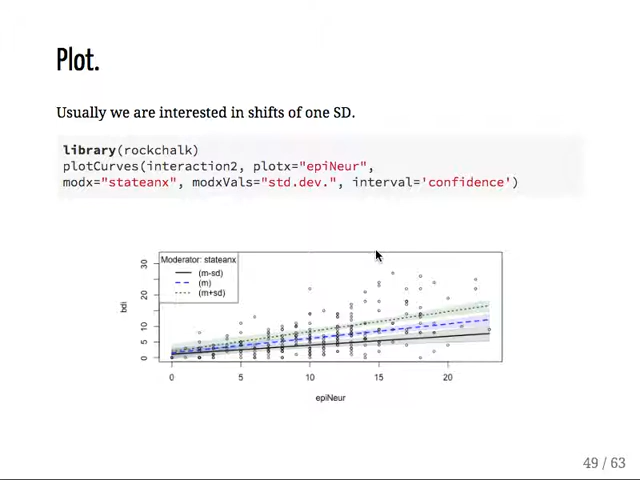 Plot.
Usually we are interested in shifts of one SD.
library(rockchalk)
plotCurves(interaction2, plotx="epiNeur",
modx="stateanx", modxVals="std.dev.", interval='confidence')
Moderator: stateanx
(m-sd)
(m)
(m+sd)
30
20
10
5
0
bdi
0 5 10 15 20
epiNeur
49 / 63